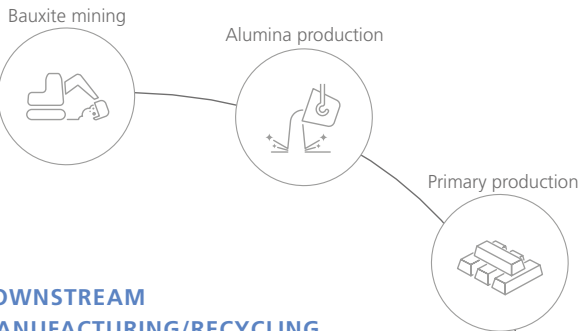 Bauxite mining
Alumina production
Primary production
OWNSTREAM
ANUFACTURING/RECYCLING